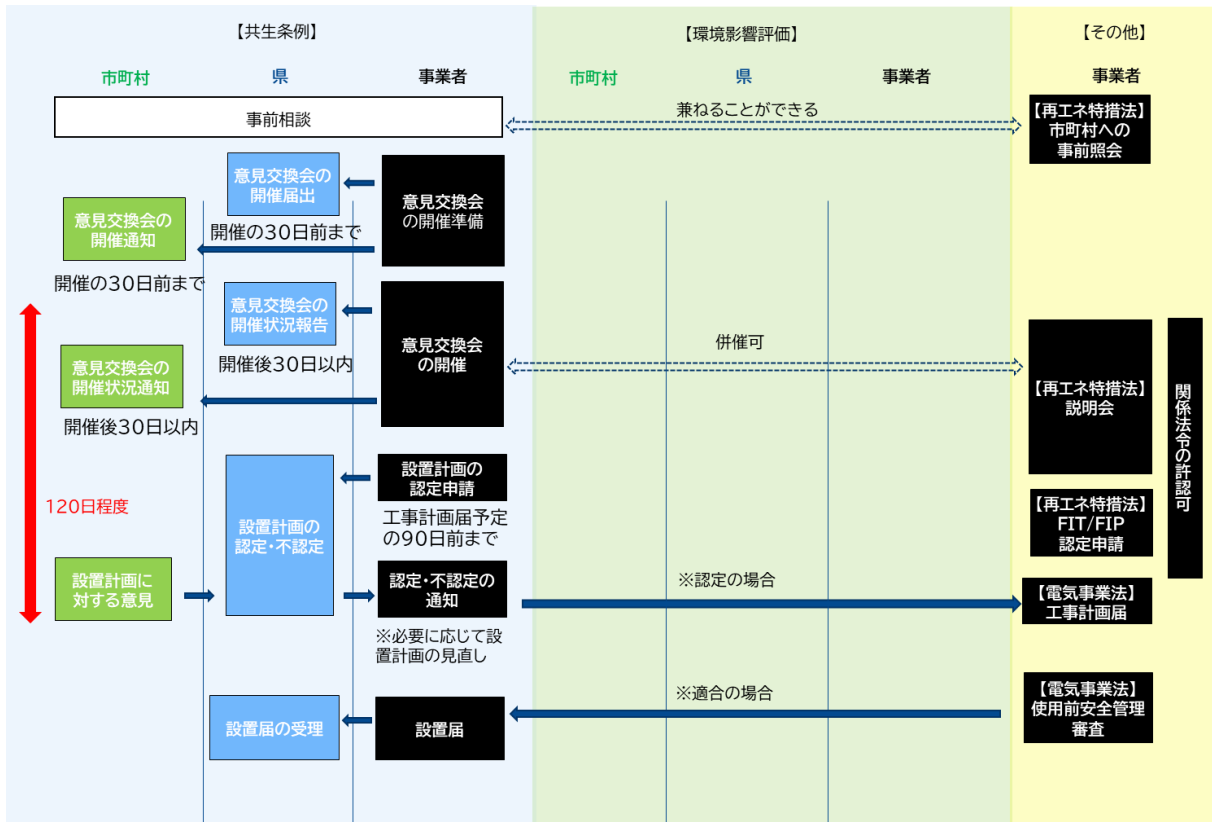 【共生条例】
【環境影響評価】
【その他】
市町村
県
事業者
市町村
県
事業者
事業者
事前相談
兼ねることができる
【再エネ特措法】
市町村への
事前照会
意見交換会の
開催届出
意見交換会
の開催準備
開催の30日前まで
意見交換会の
開催通知
開催の30日前まで
意見交換会の
開催状況報告
開催後30日以内
意見交換会
の開催
併催可
【再エネ特措法】
説明会
関係法令の許認可
意見交換会の
開催状況通知
開催後30日以内
120日程度
設置計画の
認定申請
工事計画届予定
の90日前まで
設置計画の
認定・不認定
【再エネ特措法】
FIT/FIP
認定申請
設置計画に
対する意見
認定・不認定の
通知
※必要に応じて設
置計画の見直し
※認定の場合
【電気事業法】
工事計画届
設置届の受理
設置届
※適合の場合
【電気事業法】
使用前安全管理
審査